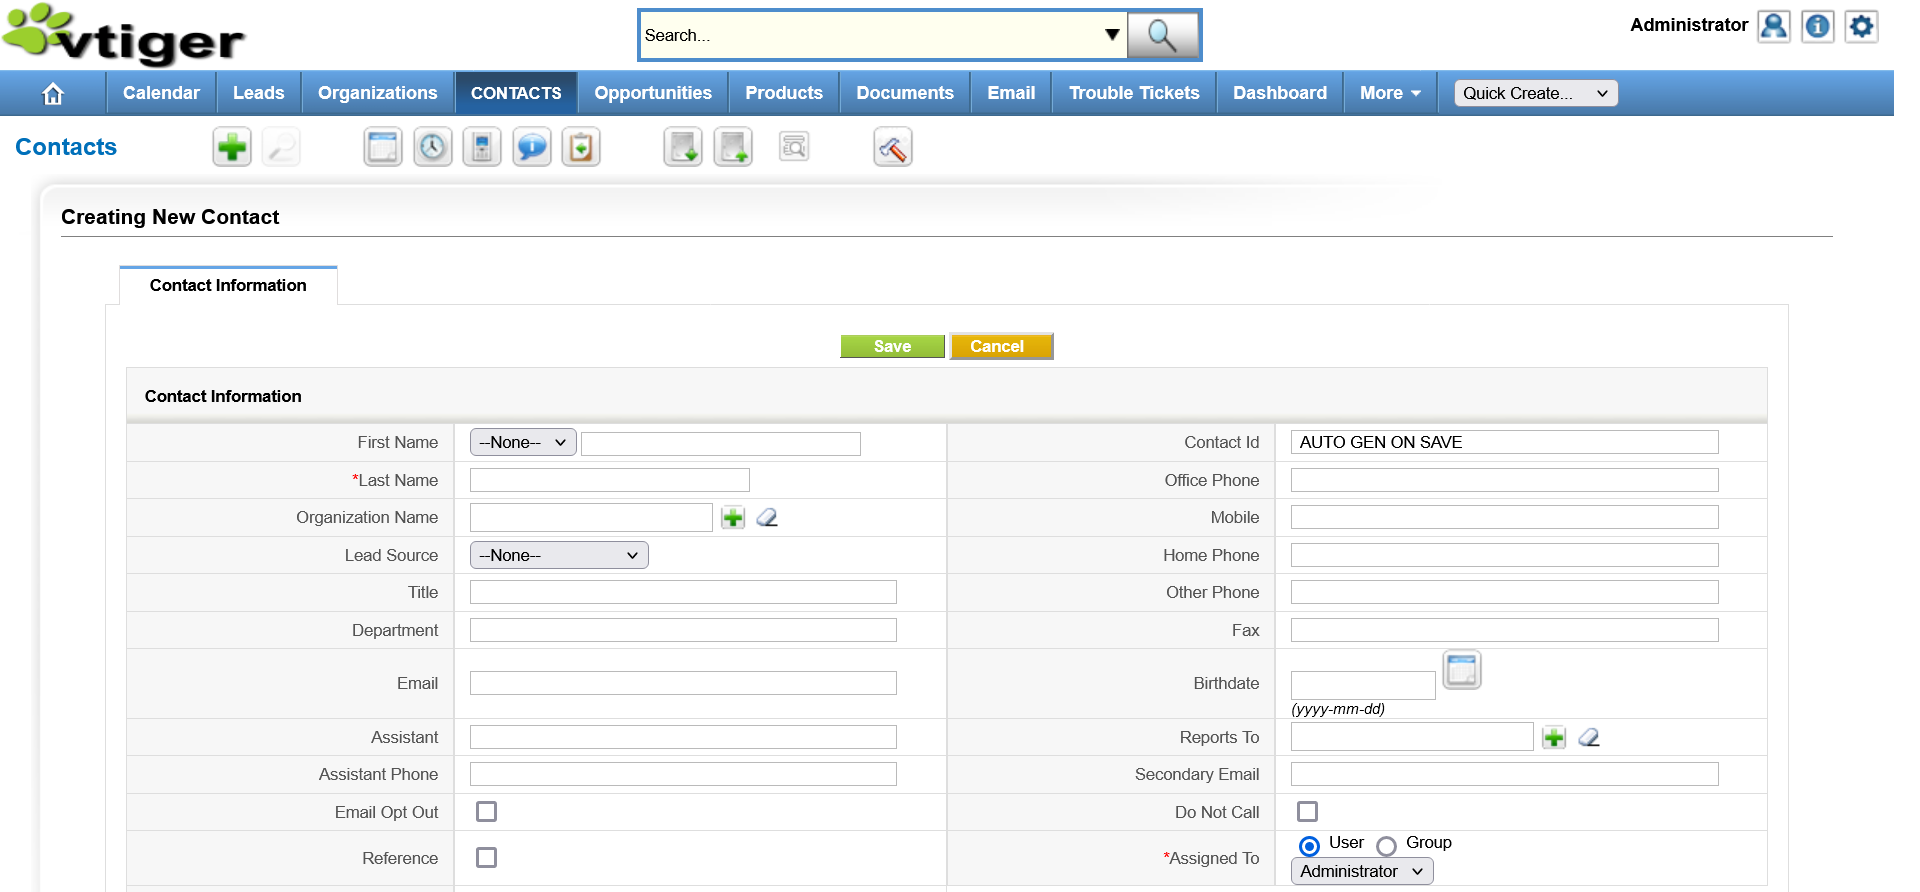 vtiger
Search...
Administrator
Calendar Leads Organizations CONTACTS Opportunities Products Documents Email Trouble Tickets Dashboard More Quick Create...
Contacts
Creating New Contact
Contact Information
Save Cancel
Contact Information
First Name --None-- Contact Id AUTO GEN ON SAVE
*Last Name Office Phone
Organization Name Mobile
Lead Source --None-- Home Phone
Title Other Phone
Department Fax
Email Birthdate
(yyyy-mm-dd)
Assistant Reports To
Assistant Phone Secondary Email
Email Opt Out Do Not Call
Reference *Assigned To User Group
Administrator